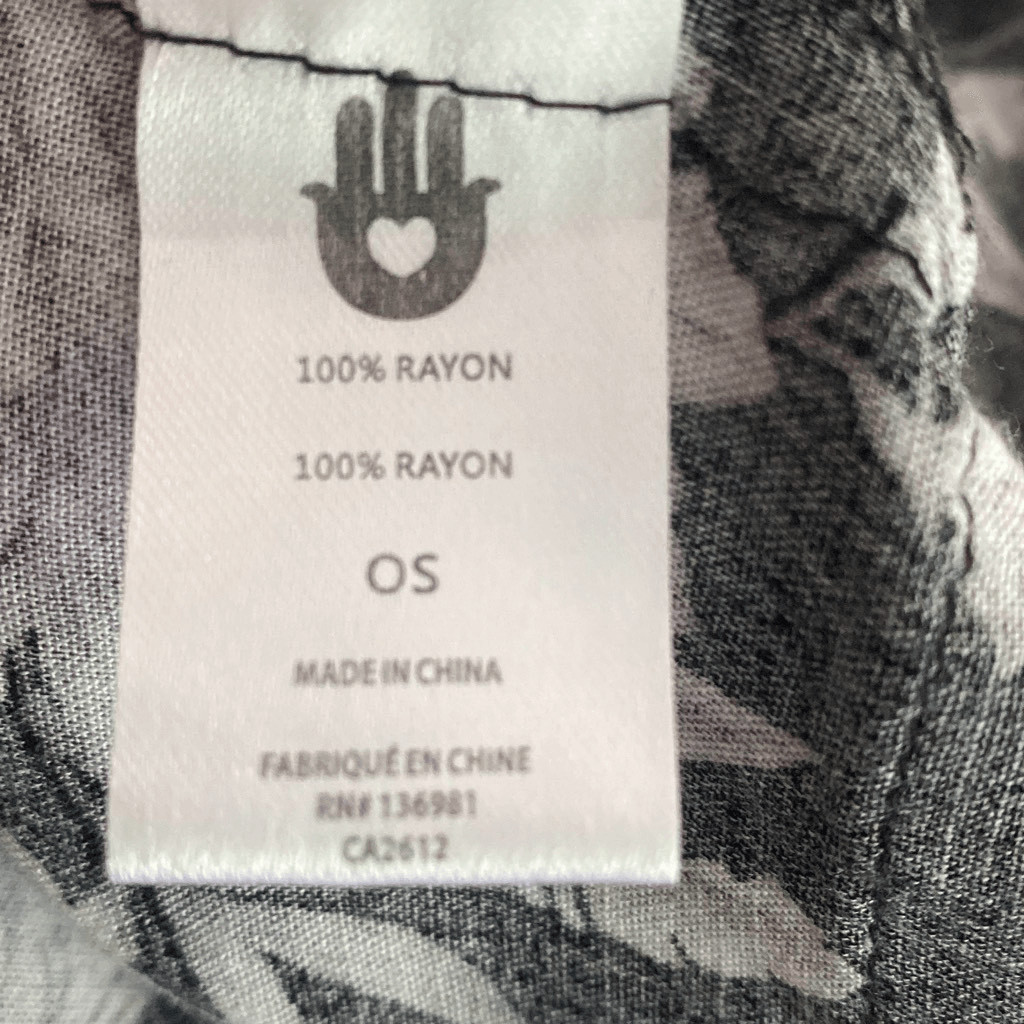 100% RAYON
100% RAYON
OS
MADE IN CHINA
FABRIQUÉ EN CHINE
RN# 136981
CA2612